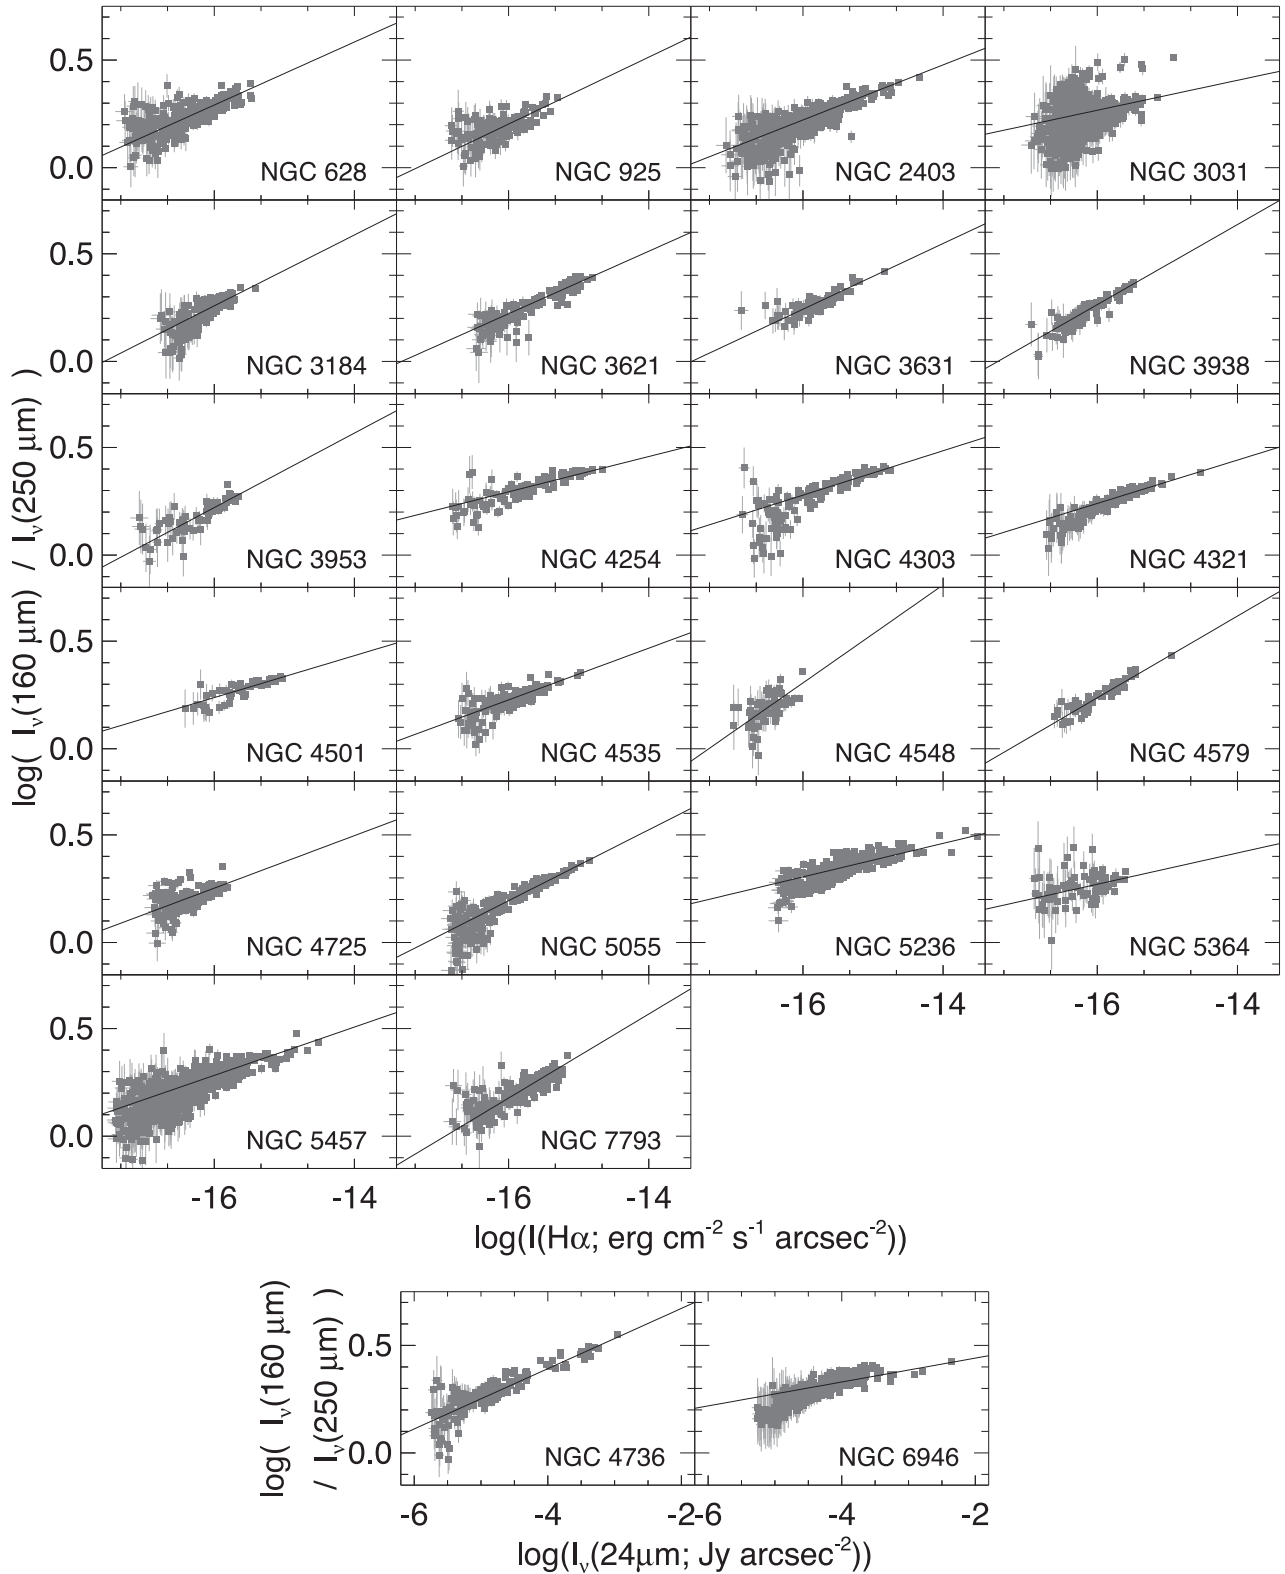 0.5
0.0
NGC 628
NGC 925
NGC 2403
NGC 3031
0.5
0.0
NGC 3184
NGC 3621
NGC 3631
NGC 3938
log( Iν(160 μm) / Iν(250 μm) )
0.5
0.0
NGC 3953
NGC 4254
NGC 4303
NGC 4321
0.5
0.0
NGC 4501
NGC 4535
NGC 4548
NGC 4579
0.5
0.0
NGC 4725
NGC 5055
NGC 5236
NGC 5364
-16 -14 -16 -14
0.5
0.0
NGC 5457
NGC 7793
-16 -14 -16 -14
log(I(Hα; erg cm⁻² s⁻¹ arcsec⁻²))
log( Iν(160 μm)
/ Iν(250 μm) )
0.5
0.0
NGC 4736
NGC 6946
-6 -4 -2-6 -4 -2
log(Iν(24μm; Jy arcsec⁻²))